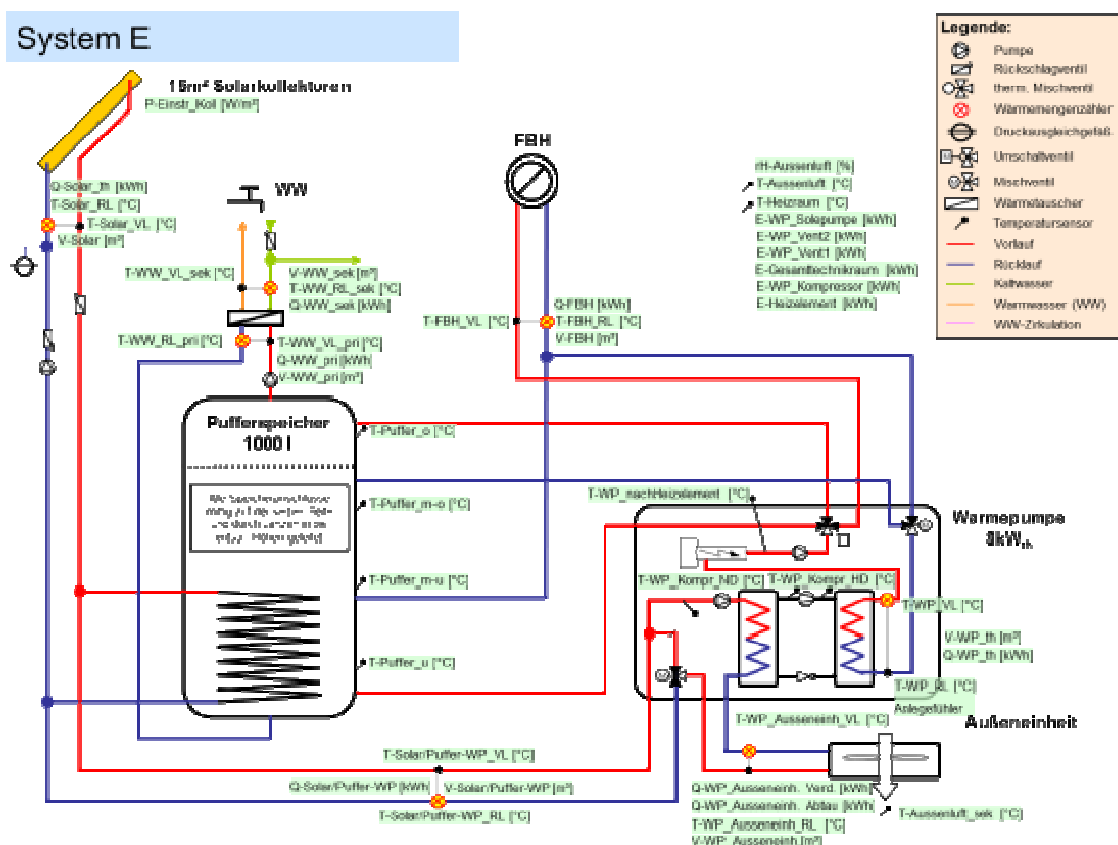 System E
15m² Solarkollektoren
P-Einstr_Koll [W/m²]
Q-Solar_th [kWh]
T-Solar_RL [°C]
T-Solar_VL [°C]
V-Solar [m³]
WW
T-WW_VL_sek [°C]
V-WW_sek [m³]
T-WW_RL_sek [°C]
Q-WW_sek [kWh]
T-WW_RL_pri [°C]
T-WW_VL_pri [°C]
Q-WW_pri [kWh]
V-WW_pri [m³]
FBH
Q-FBH [kWh]
T-FBH_VL [°C]
T-FBH_RL [°C]
V-FBH [m³]
rH-Aussenluft [%]
T-Aussenluft [°C]
T-Heizraum [°C]
E-WP_Solepumpe [kWh]
E-WP_Vent2 [kWh]
E-WP_Vent1 [kWh]
E-Gesamttechnikraum [kWh]
E-WP_Kompressor [kWh]
E-Heizelement [kWh]
Legende:
Pumpe
Rückschlagventil
therm. Mischventil
Wärmemengenzähler
Druckausgleichgefäß
Umschaltventil
Mischventil
Wärmetauscher
Temperatursensor
Vorlauf
Rücklauf
Kaltwasser
Warmwasser (WW)
WW-Zirkulation
Pufferspeicher
1000 l
T-Puffer_o [°C]
T-Puffer_m-o [°C]
T-Puffer_m-u [°C]
T-Puffer_u [°C]
T-WP_nachHeizelement [°C]
Wärmepumpe
8kWth
T-WP_Kompr_ND [°C]
T-WP_Kompr_HD [°C]
T-WP_VL [°C]
V-WP_th [m³]
Q-WP_th [kWh]
T-WP_RL [°C]
Anlegefühler
T-WP_Ausseneinh_VL [°C]
Außeneinheit
T-Solar/Puffer-WP_VL [°C]
Q-Solar/Puffer-WP [kWh]
V-Solar/Puffer-WP [m³]
T-Solar/Puffer-WP_RL [°C]
Q-WP_Ausseneinh. Verd. [kWh]
Q-WP_Ausseneinh. Abtau [kWh]
T-WP_Ausseneinh_RL [°C]
V-WP_Ausseneinh [m³]
T-Aussenluft_sek [°C]